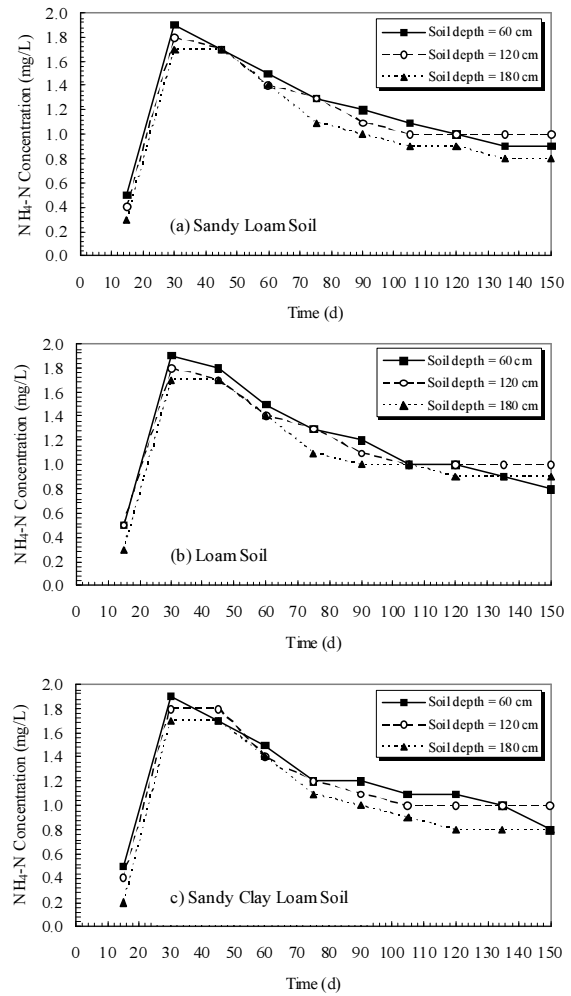 NH₄-N Concentration (mg/L)
2.0
1.8
1.6
1.4
1.2
1.0
0.8
0.6
0.4
0.2
0.0
Soil depth = 60 cm
Soil depth = 120 cm
Soil depth = 180 cm
(a) Sandy Loam Soil
0 10 20 30 40 50 60 70 80 90 100 110 120 130 140 150
Time (d)
NH₄-N Concentration (mg/L)
2.0
1.8
1.6
1.4
1.2
1.0
0.8
0.6
0.4
0.2
0.0
Soil depth = 60 cm
Soil depth = 120 cm
Soil depth = 180 cm
(b) Loam Soil
0 10 20 30 40 50 60 70 80 90 100 110 120 130 140 150
Time (d)
NH₄-N Concentration (mg/L)
2.0
1.8
1.6
1.4
1.2
1.0
0.8
0.6
0.4
0.2
0.0
Soil depth = 60 cm
Soil depth = 120 cm
Soil depth = 180 cm
c) Sandy Clay Loam Soil
0 10 20 30 40 50 60 70 80 90 100 110 120 130 140 150
Time (d)